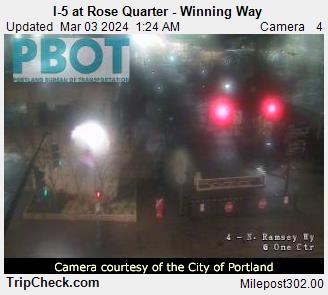 I-5 at Rose Quarter - Winning Way
Updated Mar 03 2024 1:24 AM Camera 4
PBOT
PORTLAND BUREAU OF TRANSPORTATION
4 - N. Ramsey Wy
@ One Ctr
Camera courtesy of the City of Portland
TripCheck.com Milepost302.00